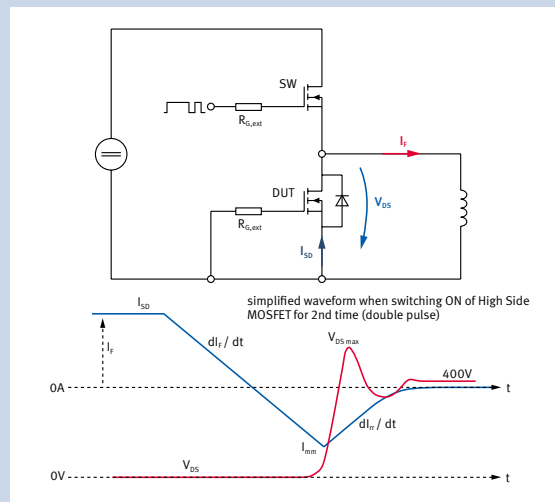 SW
R_G,ext
I_F
DUT
V_DS
R_G,ext
I_SD
simplified waveform when switching ON of High Side
MOSFET for 2nd time (double pulse)
I_SD
V_DS max
dI_F / dt
I_F
400V
0A
t
dI_rr / dt
I_mm
V_DS
0V
t